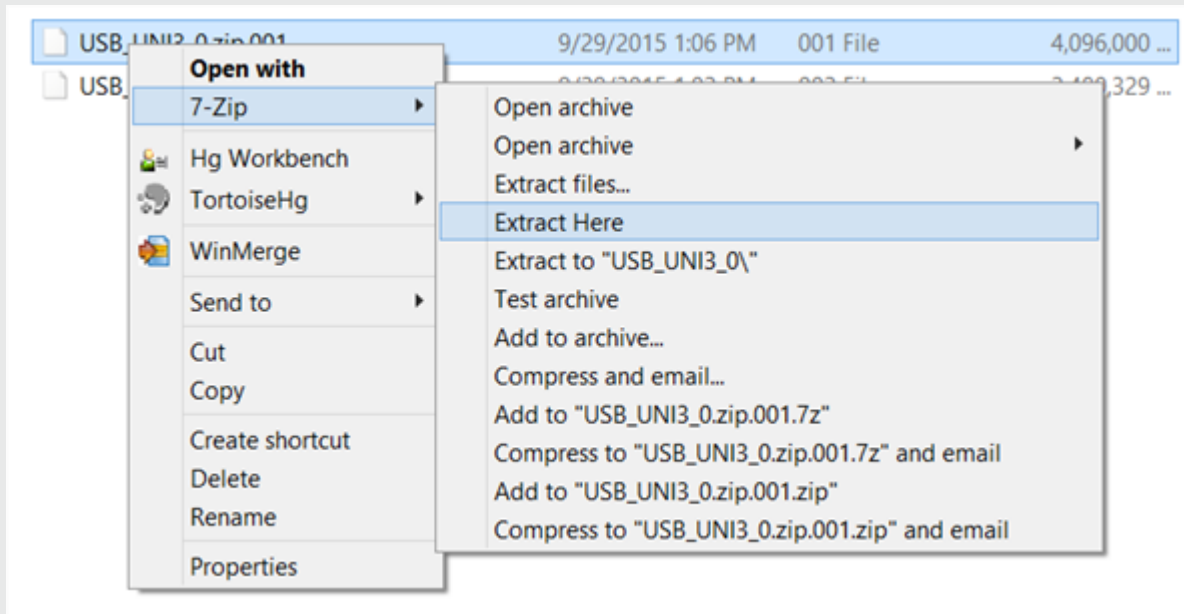 USB_UNI3_0.zip.001 9/29/2015 1:06 PM 001 File 4,096,000 ...
USB_ ,329 ...
Open with
7-Zip
Hg Workbench
TortoiseHg
WinMerge
Send to
Cut
Copy
Create shortcut
Delete
Rename
Properties
Open archive
Open archive
Extract files...
Extract Here
Extract to "USB_UNI3_0\"
Test archive
Add to archive...
Compress and email...
Add to "USB_UNI3_0.zip.001.7z"
Compress to "USB_UNI3_0.zip.001.7z" and email
Add to "USB_UNI3_0.zip.001.zip"
Compress to "USB_UNI3_0.zip.001.zip" and email